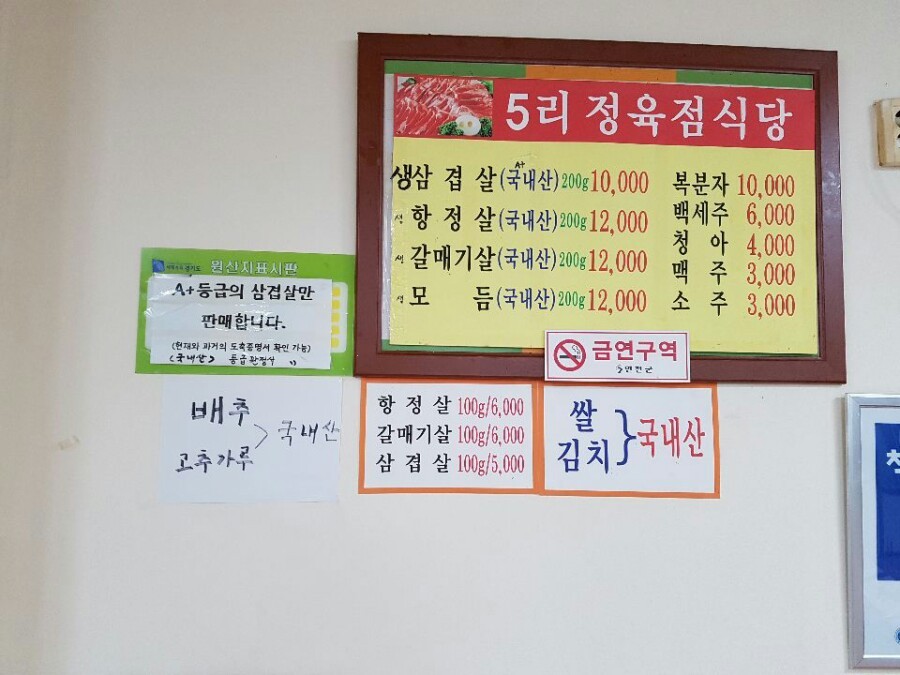 5리 정육점식당
생삼겹살(국내산) A+ 200g 10,000
생 항정살(국내산) 200g 12,000
생 갈매기살(국내산) 200g 12,000
생 모 듬(국내산) 200g 12,000
복분자 10,000
백세주 6,000
청 아 4,000
맥 주 3,000
소 주 3,000
금연구역
원산지표시판
A+등급의 삼겹살만
판매합니다.
(현재와 과거의 도축증명서 확인 가능)
(국내산)
배추
고추가루 > 국내산
항 정 살 100g/6,000
갈매기살 100g/6,000
삼 겹 살 100g/5,000
쌀
김치 } 국내산